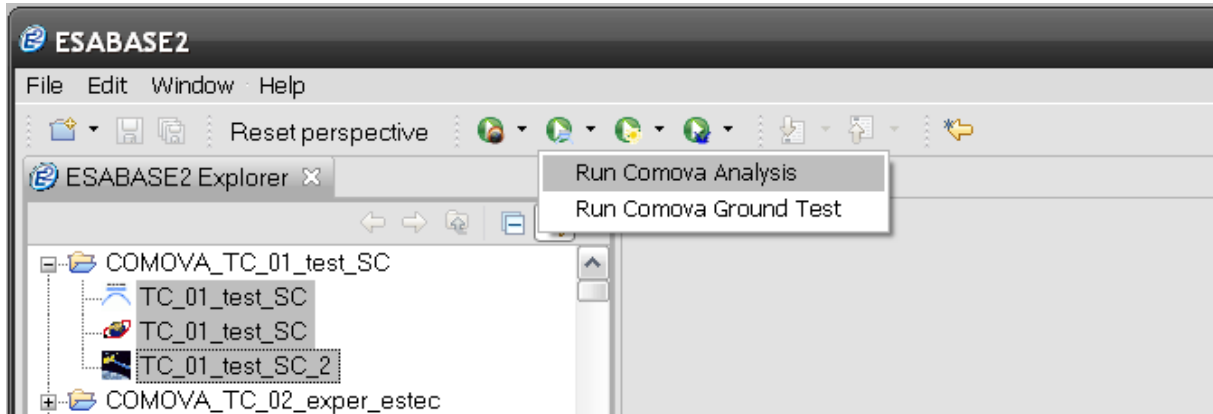 ESABASE2
File Edit Window Help
Reset perspective
ESABASE2 Explorer
Run Comova Analysis
Run Comova Ground Test
COMOVA_TC_01_test_SC
TC_01_test_SC
TC_01_test_SC
TC_01_test_SC_2
COMOVA_TC_02_exper_estec